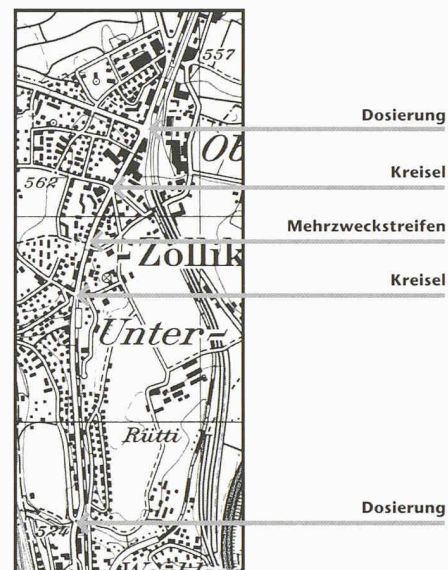 557
Dosierung
Ob
Kreisel
562
Mehrzweckstreifen
- Zollik
Kreisel
Unter-
Rütti
Dosierung
574